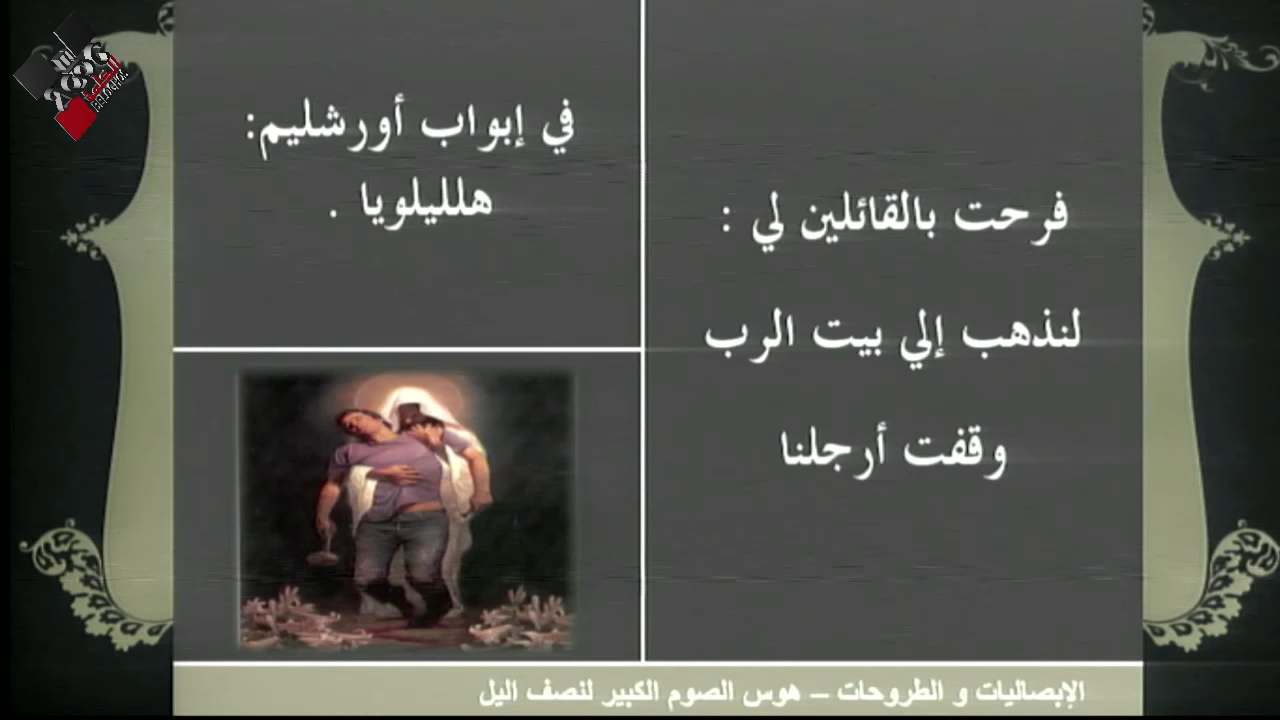 فرحت بالقائلين لي :
لنذهب إلي بيت الرب
وقفت أرجلنا
في إبواب أورشليم:
هلليلويا .
الإبصاليات و الطروحات – هوس الصوم الكبير لنصف اليل